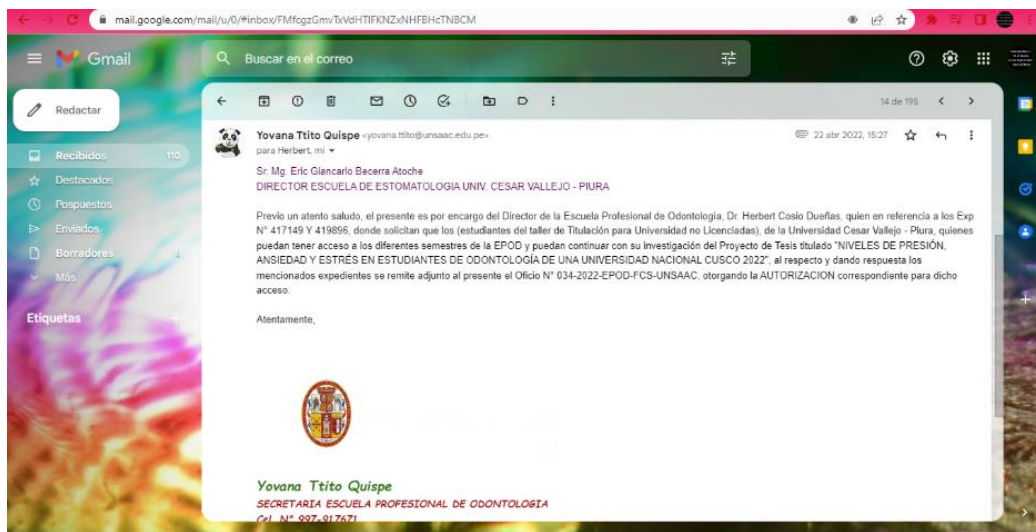 mail.google.com/mail/u/0/#inbox/FMfcgzGmvTxVdHTIFKNZxNHFBHcTNBCM
Gmail
Buscar en el correo
Redactar
14 de 195
Recibidos 110
Destacados
Pospuestos
Enviados
Borradores 4
Más
Etiquetas
Yovana Ttito Quispe <yovana.ttito@unsaac.edu.pe>
22 abr 2022, 15:27
para Herbert, mi
Sr. Mg. Eric Giancarlo Becerra Atoche
DIRECTOR ESCUELA DE ESTOMATOLOGIA UNIV. CESAR VALLEJO - PIURA
Previo un atento saludo, el presente es por encargo del Director de la Escuela Profesional de Odontología, Dr. Herbert Cosio Dueñas, quien en referencia a los Exp.
N° 417149 Y 419896, donde solicitan que los (estudiantes del taller de Titulación para Universidad no Licenciadas), de la Universidad Cesar Vallejo - Piura, quienes
puedan tener acceso a los diferentes semestres de la EPOD y puedan continuar con su investigación del Proyecto de Tesis titulado "NIVELES DE PRESIÓN,
ANSIEDAD Y ESTRÉS EN ESTUDIANTES DE ODONTOLOGÍA DE UNA UNIVERSIDAD NACIONAL CUSCO 2022", al respecto y dando respuesta los
mencionados expedientes se remite adjunto al presente el Oficio N° 034-2022-EPOD-FCS-UNSAAC, otorgando la AUTORIZACION correspondiente para dicho
acceso.
Atentamente,
Yovana Ttito Quispe
SECRETARIA ESCUELA PROFESIONAL DE ODONTOLOGIA
Cel. N° 997-917671